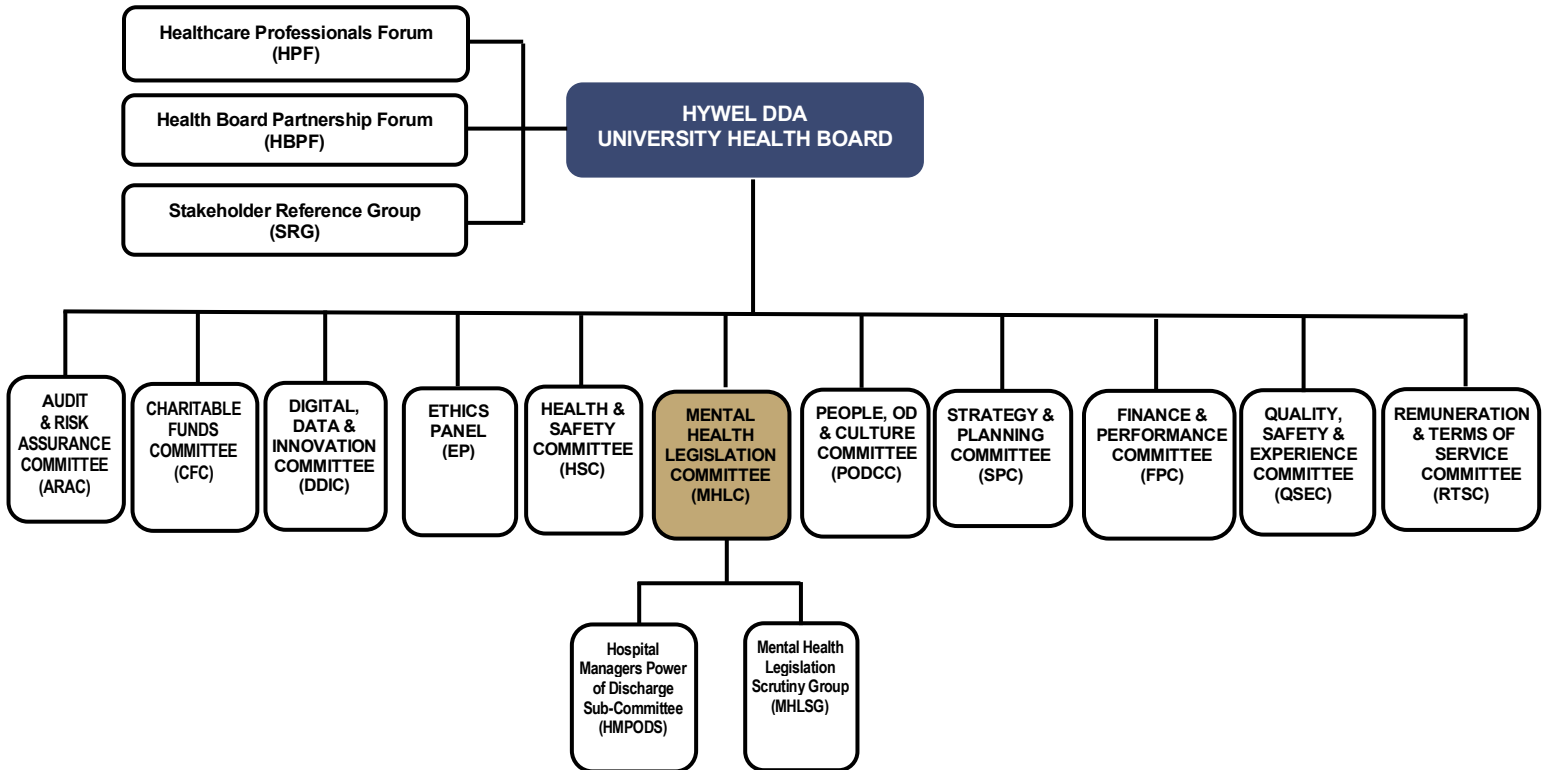 Healthcare Professionals Forum
(HPF)
Health Board Partnership Forum
(HBPF)
Stakeholder Reference Group
(SRG)
HYWEL DDA
UNIVERSITY HEALTH BOARD
AUDIT
& RISK
ASSURANCE
COMMITTEE
(ARAC)
CHARITABLE
FUNDS
COMMITTEE
(CFC)
DIGITAL,
DATA &
INNOVATION
COMMITTEE
(DDIC)
ETHICS
PANEL
(EP)
HEALTH &
SAFETY
COMMITTEE
(HSC)
MENTAL
HEALTH
LEGISLATION
COMMITTEE
(MHLC)
PEOPLE, OD
& CULTURE
COMMITTEE
(PODCC)
STRATEGY &
PLANNING
COMMITTEE
(SPC)
FINANCE &
PERFORMANCE
COMMITTEE
(FPC)
QUALITY,
SAFETY &
EXPERIENCE
COMMITTEE
(QSEC)
REMUNERATION
& TERMS OF
SERVICE
COMMITTEE
(RTSC)
Hospital
Managers Power
of Discharge
Sub-Committee
(HMPODS)
Mental Health
Legislation
Scrutiny Group
(MHLSG)